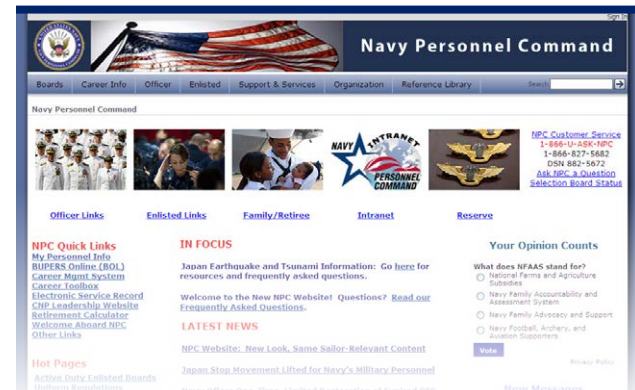 Sign In
Navy Personnel Command
Boards Career Info Officer Enlisted Support & Services Organization Reference Library Search
Navy Personnel Command
NAVY INTRANET
PERSONNEL
COMMAND
NPC Customer Service
1-866-U-ASK-NPC
1-866-827-5682
DSN 882-5672
Ask NPC a Question
Selection Board Status
Officer Links Enlisted Links Family/Retiree Intranet Reserve
NPC Quick Links
My Personnel Info
BUPERS Online (BOL)
Career Mgmt System
Career Toolbox
Electronic Service Record
CNP Leadership Website
Retirement Calculator
Welcome Aboard NPC
Other Links
Hot Pages
Active Duty Enlisted Boards
Uniform Regulations
IN FOCUS
Japan Earthquake and Tsunami Information: Go here for
resources and frequently asked questions.
Welcome to the New NPC Website! Questions? Read our
Frequently Asked Questions.
LATEST NEWS
NPC Website: New Look, Same Sailor-Relevant Content
Japan Stop Movement Lifted for Navy's Military Personnel
Your Opinion Counts
What does NFAAS stand for?
National Farms and Agriculture
Subsidies
Navy Family Accountability and
Assessment System
Navy Family Advocacy and Support
Navy Football, Archery, and
Aviation Supporters
Vote
Privacy Policy